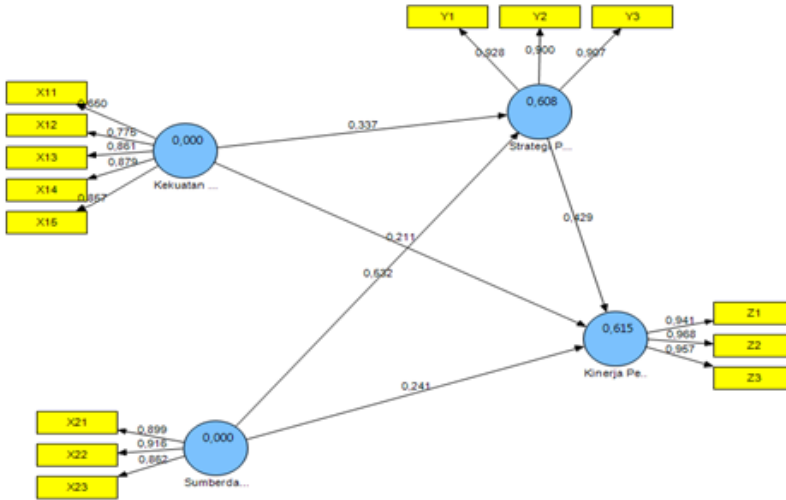 Y1
Y2
Y3
0,928
0,900
0,907
0,608
Strategi P...
X11
X12
X13
X14
X15
0,660
0,775
0,861
0,879
0,867
0,000
Kekuatan ...
0,337
0,211
0,429
0,632
0,241
0,615
Kinerja Pe..
Z1
Z2
Z3
0,941
0,968
0,957
X21
X22
X23
0,899
0,916
0,862
0,000
Sumberda...